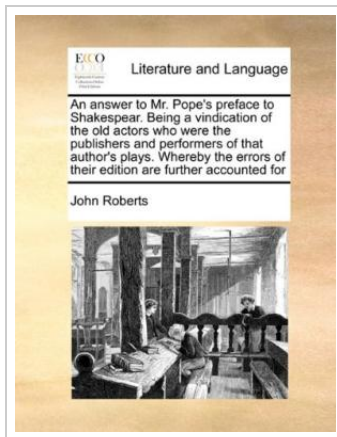 ECCO
Literature and Language
An answer to Mr. Pope's preface to
Shakespear. Being a vindication of
the old actors who were the
publishers and performers of that
author's plays. Whereby the errors of
their edition are further accounted for
John Roberts